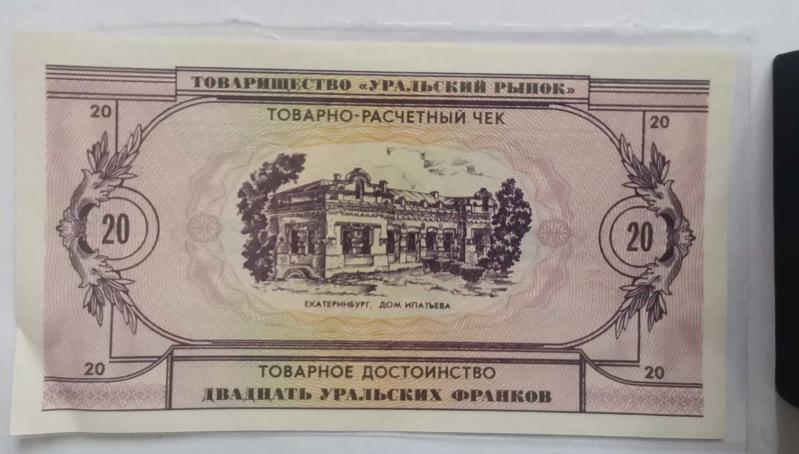 ТОВАРИЩЕСТВО «УРАЛЬСКИЙ РЫНОК»
ТОВАРНО-РАСЧЕТНЫЙ ЧЕК
20 20
20 20
ЕКАТЕРИНБУРГ, ДОМ ИПАТЬЕВА
20 20
ТОВАРНОЕ ДОСТОИНСТВО
ДВАДЦАТЬ УРАЛЬСКИХ ФРАНКОВ